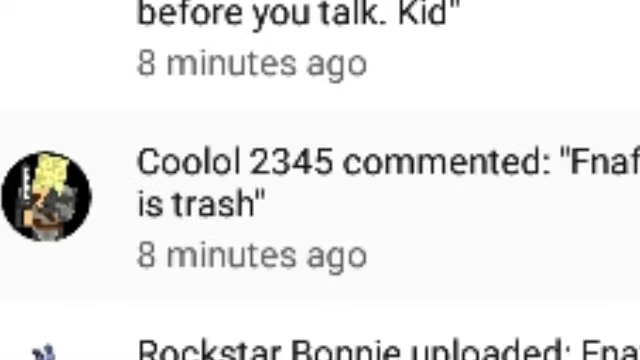 before you talk. Kid"
8 minutes ago
Coolol 2345 commented: "Fnaf
is trash"
8 minutes ago
Rockstar Bonnie uploaded: Fna